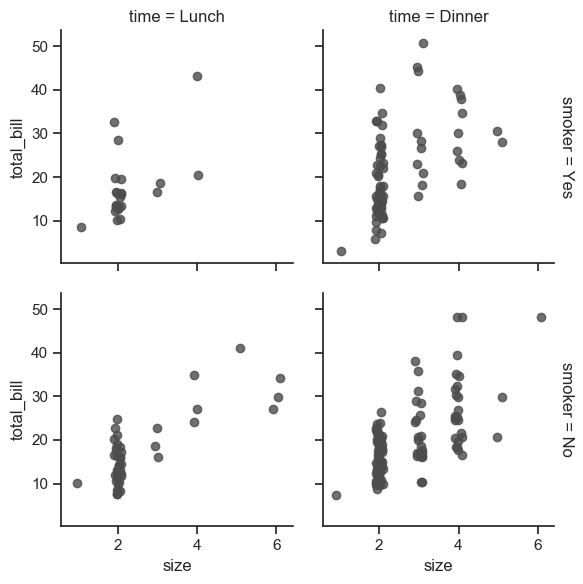 time = Lunch
time = Dinner
50
40
30
20
10
total_bill
smoker = Yes
50
40
30
20
10
total_bill
smoker = No
2
4
6
2
4
6
size
size